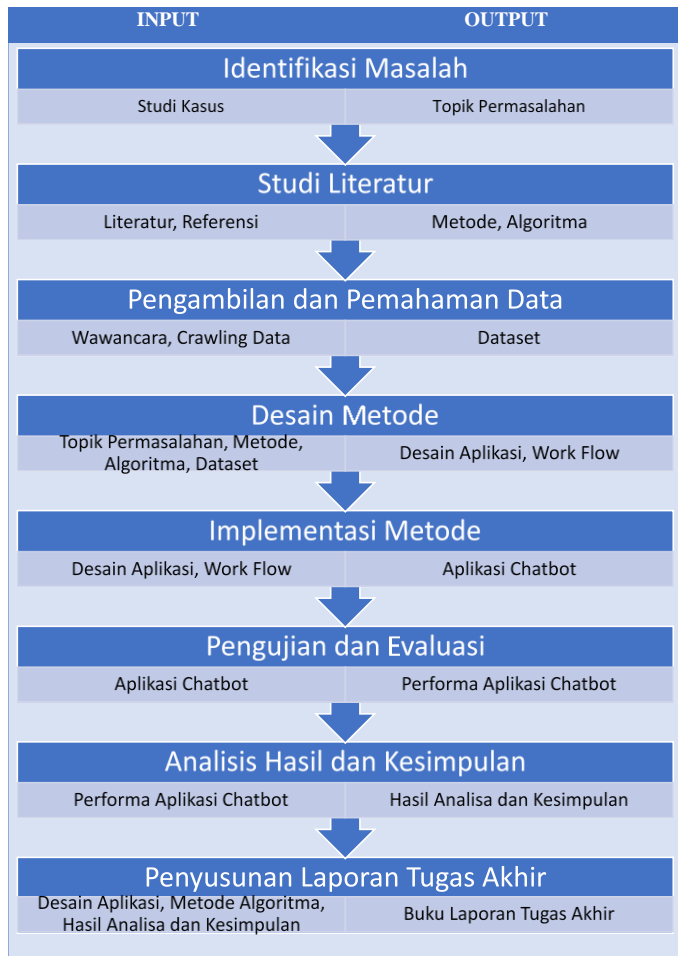 INPUT OUTPUT
Identifikasi Masalah
Studi Kasus Topik Permasalahan
Studi Literatur
Literatur, Referensi Metode, Algoritma
Pengambilan dan Pemahaman Data
Wawancara, Crawling Data Dataset
Desain Metode
Topik Permasalahan, Metode,
Algoritma, Dataset
Desain Aplikasi, Work Flow
Implementasi Metode
Desain Aplikasi, Work Flow Aplikasi Chatbot
Pengujian dan Evaluasi
Aplikasi Chatbot Performa Aplikasi Chatbot
Analisis Hasil dan Kesimpulan
Performa Aplikasi Chatbot Hasil Analisa dan Kesimpulan
Penyusunan Laporan Tugas Akhir
Desain Aplikasi, Metode Algoritma,
Hasil Analisa dan Kesimpulan
Buku Laporan Tugas Akhir